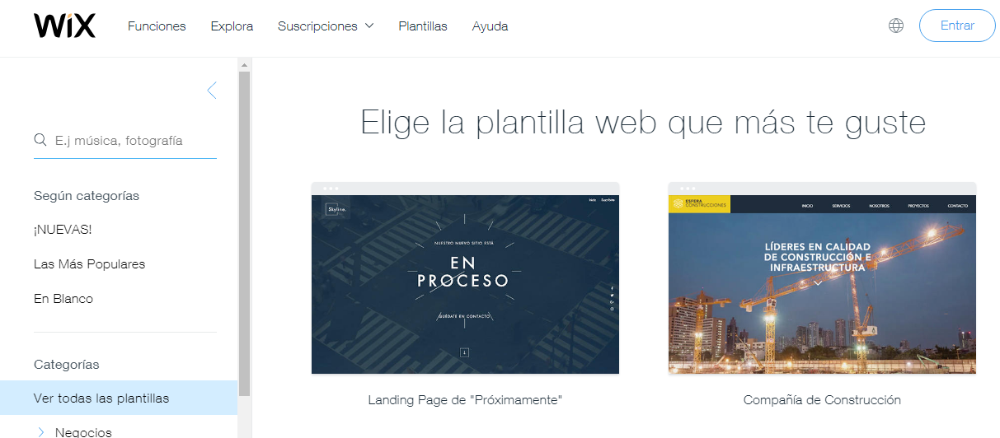 WiX
Funciones
Explora
Suscripciones
Plantillas
Ayuda
Entrar
E.j música, fotografía
Según categorías
¡NUEVAS!
Las Más Populares
En Blanco
Categorías
Ver todas las plantillas
Negocios
Elige la plantilla web que más te guste
Skyline.
Inicio
Suscríbete
NUESTRO NUEVO SITIO ESTÁ
EN
PROCESO
QUÉDATE EN CONTACTO
Landing Page de "Próximamente"
ESFERA
CONSTRUCCIONES
INICIO
SERVICIOS
NOSOTROS
PROYECTOS
CONTACTO
LÍDERES EN CALIDAD
DE CONSTRUCCIÓN E
INFRAESTRUCTURA
Compañía de Construcción